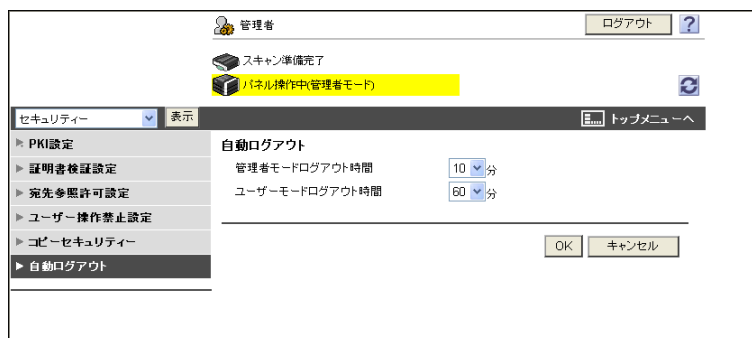 管理者
ログアウト ?
スキャン準備完了
パネル操作中(管理者モード)
セキュリティー 表示
トップメニューへ
PKI設定
証明書検証設定
宛先参照許可設定
ユーザー操作禁止設定
コピーセキュリティー
自動ログアウト
自動ログアウト
管理者モードログアウト時間 10 分
ユーザーモードログアウト時間 60 分
OK キャンセル